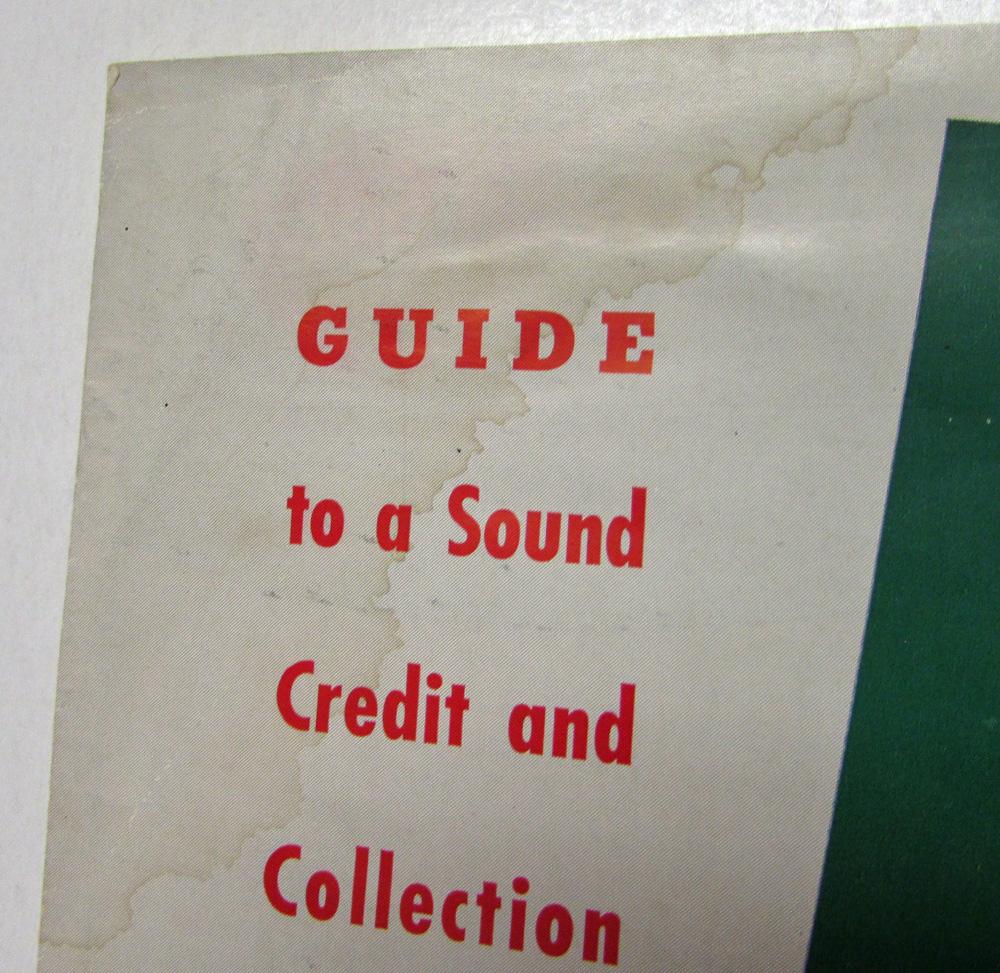 GUIDE
to a Sound
Credit and
Collection